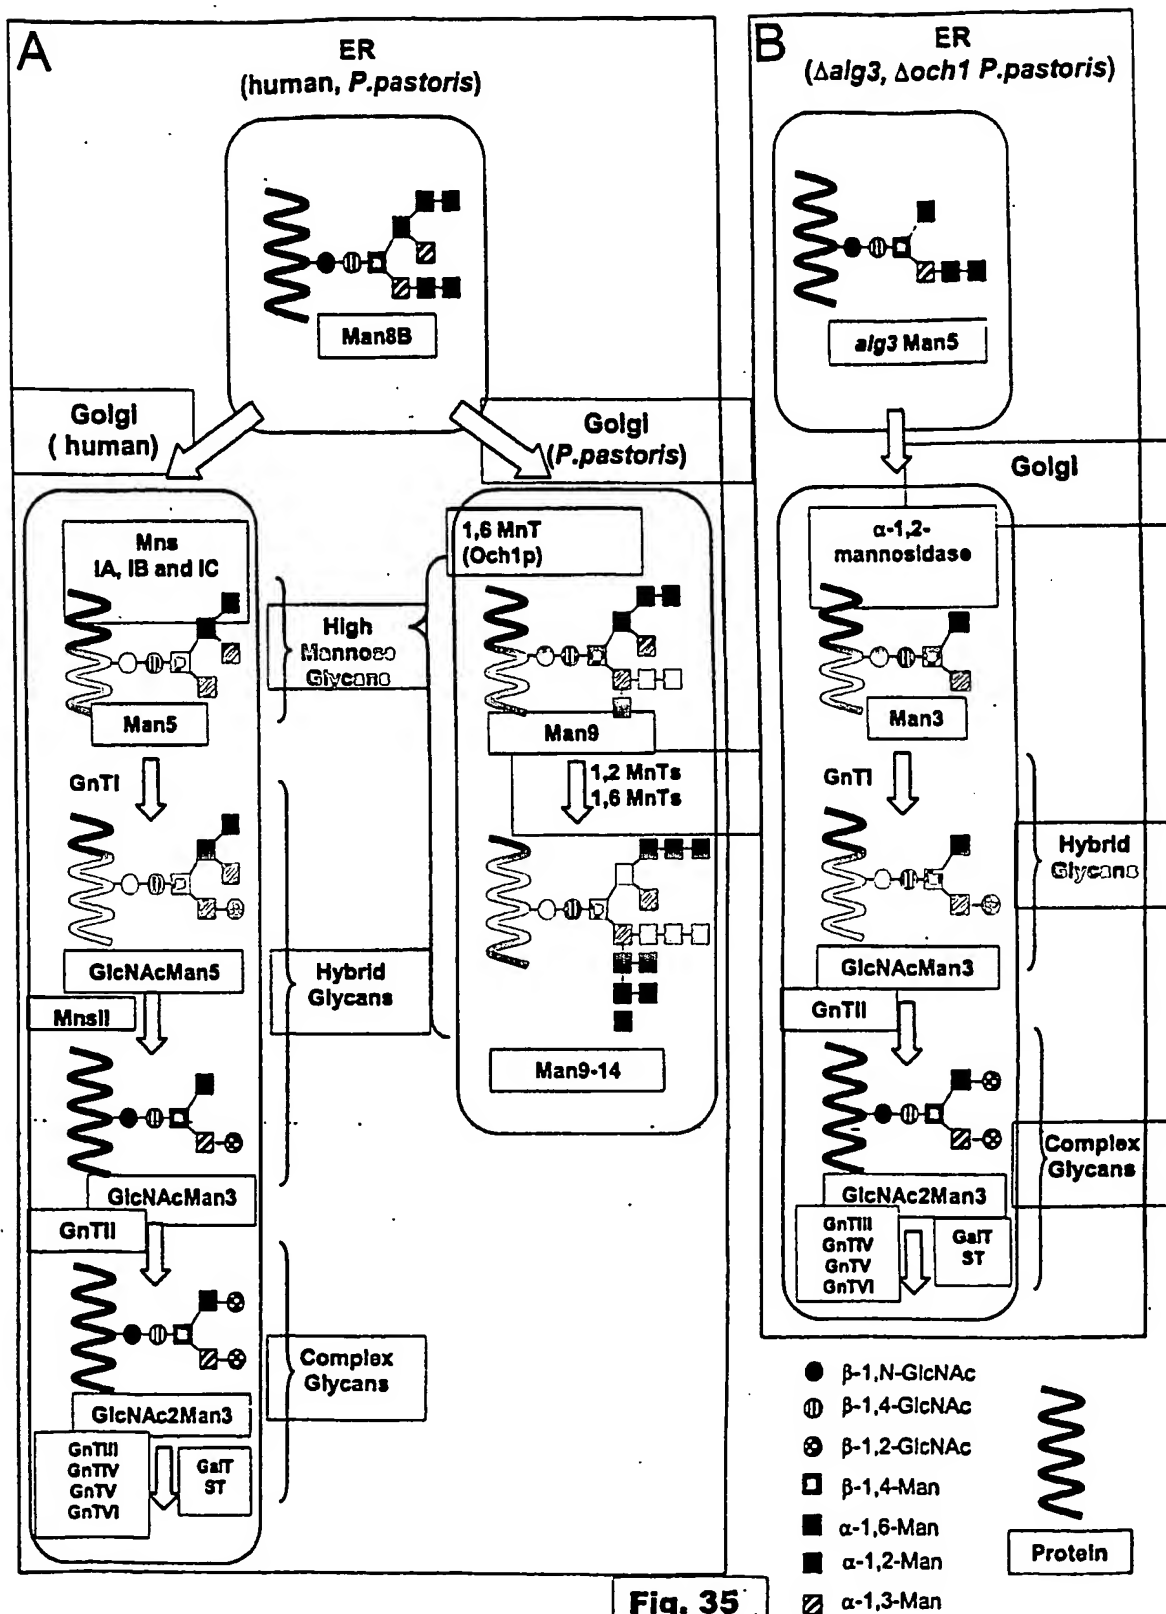 A
ER
(human, P.pastoris)
Man8B
Golgi
( human)
Golgi
(P.pastoris)
Mns
IA, IB and IC
Man5
GnTI
GlcNAcMan5
MnsII
GlcNAcMan3
GnTII
GlcNAc2Man3
GnTIII
GnTIV
GnTV
GnTVI
GalT
ST
High
Mannose
Glycans
Hybrid
Glycans
Complex
Glycans
1,6 MnT
(Och1p)
Man9
1,2 MnTs
1,6 MnTs
Man9-14
B
ER
(Δalg3, Δoch1 P.pastoris)
alg3 Man5
Golgi
α-1,2-
mannosidase
Man3
GnTI
GlcNAcMan3
GnTII
GlcNAc2Man3
GnTIII
GnTIV
GnTV
GnTVI
GalT
ST
Hybrid
Glycans
Complex
Glycans
β-1,N-GlcNAc
β-1,4-GlcNAc
β-1,2-GlcNAc
β-1,4-Man
α-1,6-Man
α-1,2-Man
α-1,3-Man
Protein
Fig. 35